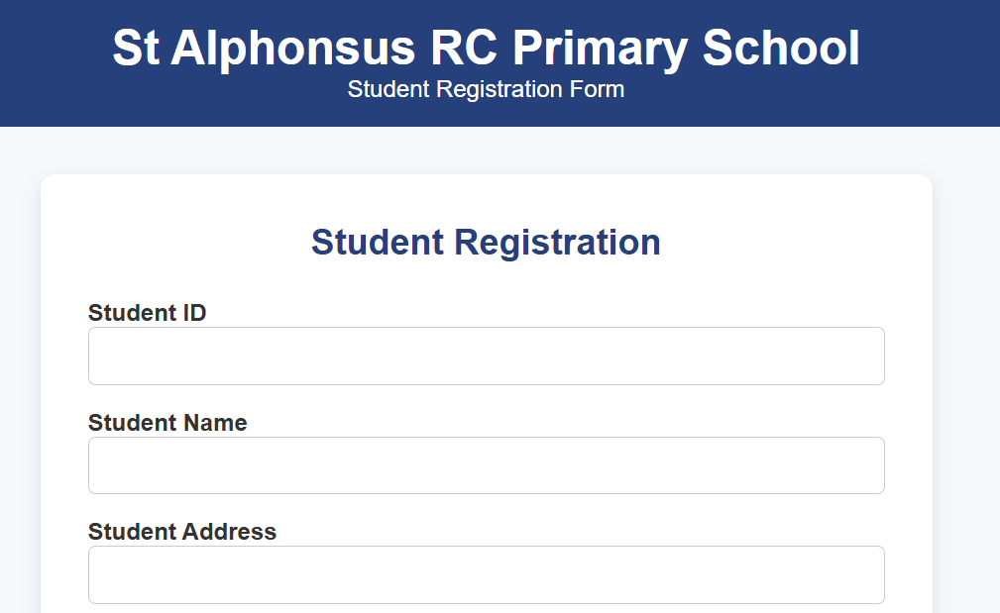 St Alphonsus RC Primary School
Student Registration Form
Student Registration
Student ID
Student Name
Student Address